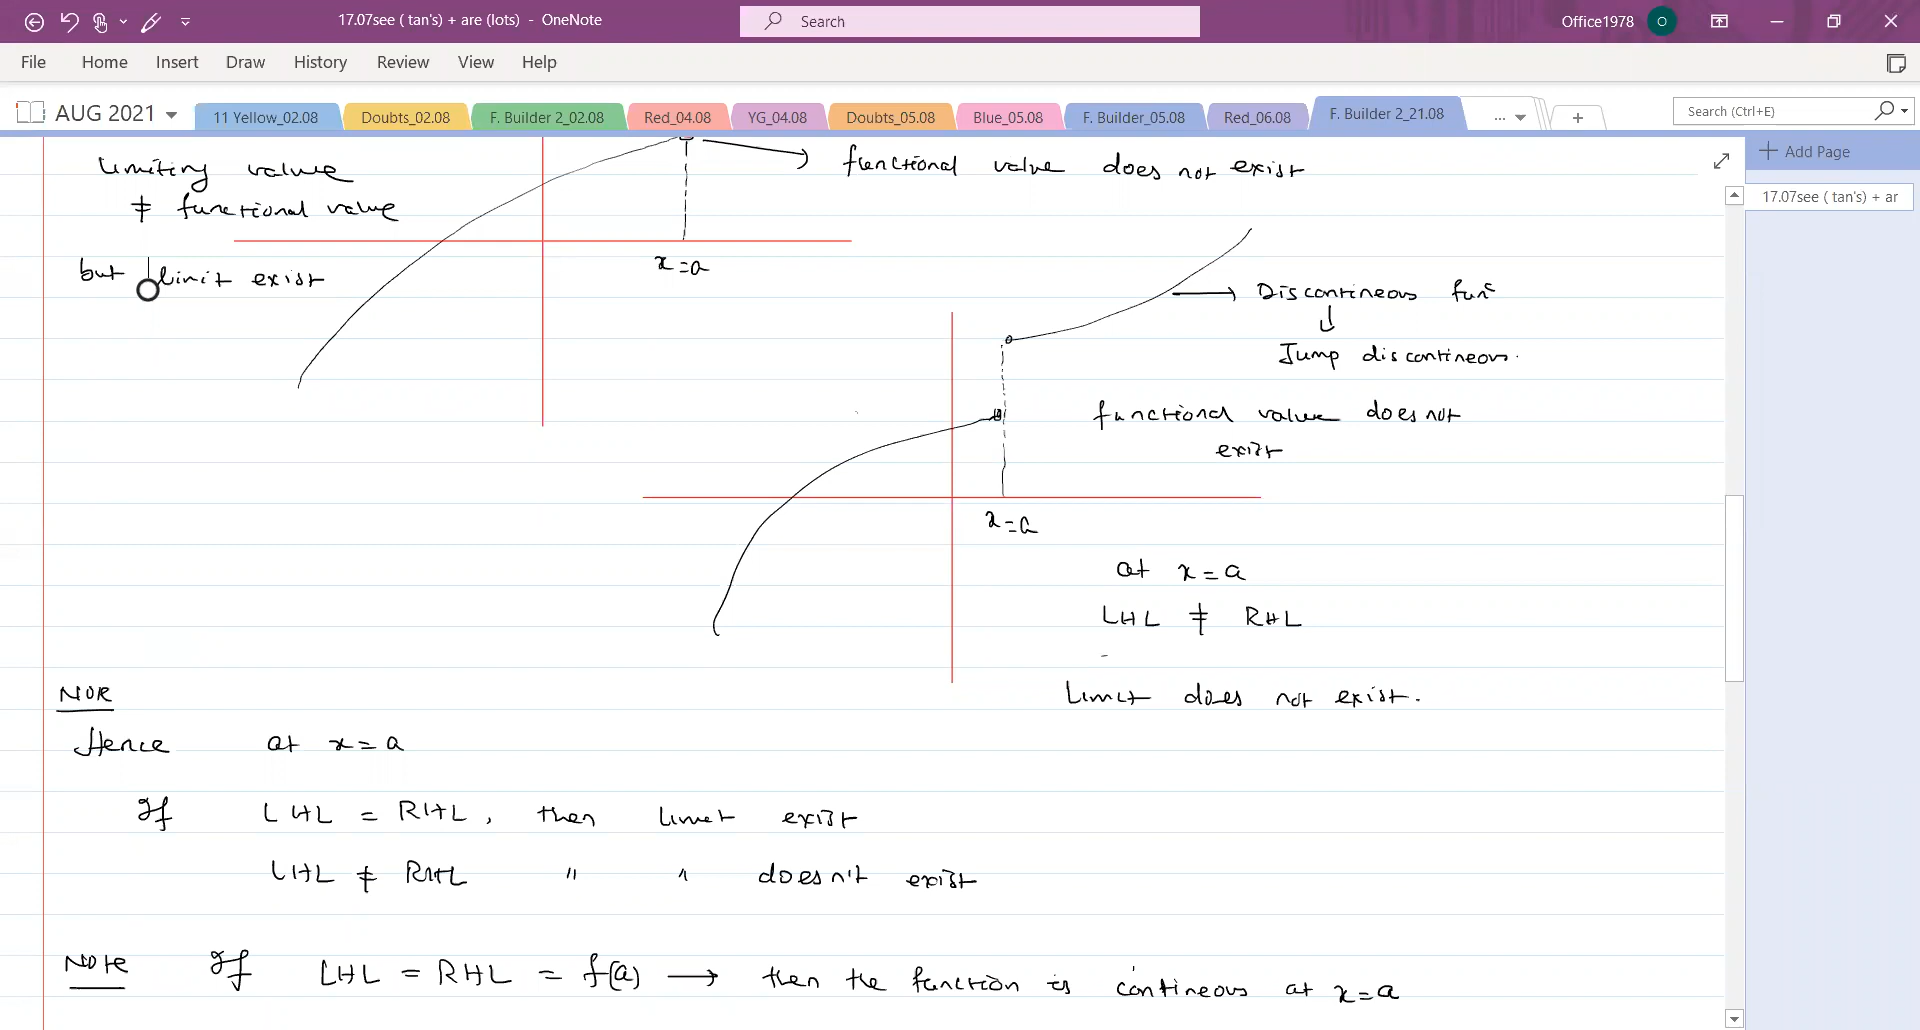 17.07see ( tan's) + are (lots) - OneNote
Search
Office1978
O
File Home Insert Draw History Review View Help
AUG 2021
11 Yellow_02.08
Doubts_02.08
F. Builder 2_02.08
Red_04.08
YG_04.08
Doubts_05.08
Blue_05.08
F. Builder_05.08
Red_06.08
F. Builder 2_21.08
...
+
Search (Ctrl+E)
+ Add Page
17.07see ( tan's) + ar
limiting value
≠ functional value
but limit exist
functional value does not exist
x = a
Discontineous func
Jump discontineous.
functional value does not
exist
x = a
at x = a
LHL ≠ RHL
Limit does not exist.
Hence at x = a
If LHL = RHL, then limit exist
LHL ≠ RHL " " doesn't exist
Note If LHL = RHL = f(a) → then the function is contineous at x = a